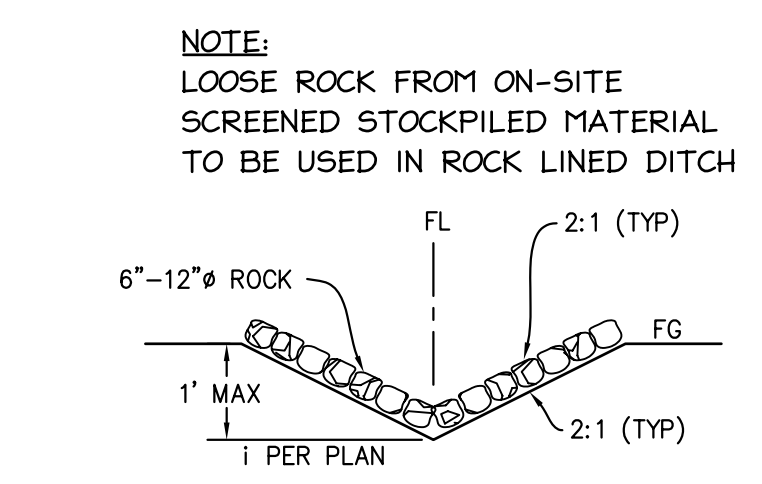 NOTE:
LOOSE ROCK FROM ON-SITE
SCREENED STOCKPILED MATERIAL
TO BE USED IN ROCK LINED DITCH
FL
2:1 (TYP)
6"-12"ø ROCK
FG
1' MAX
2:1 (TYP)
i PER PLAN